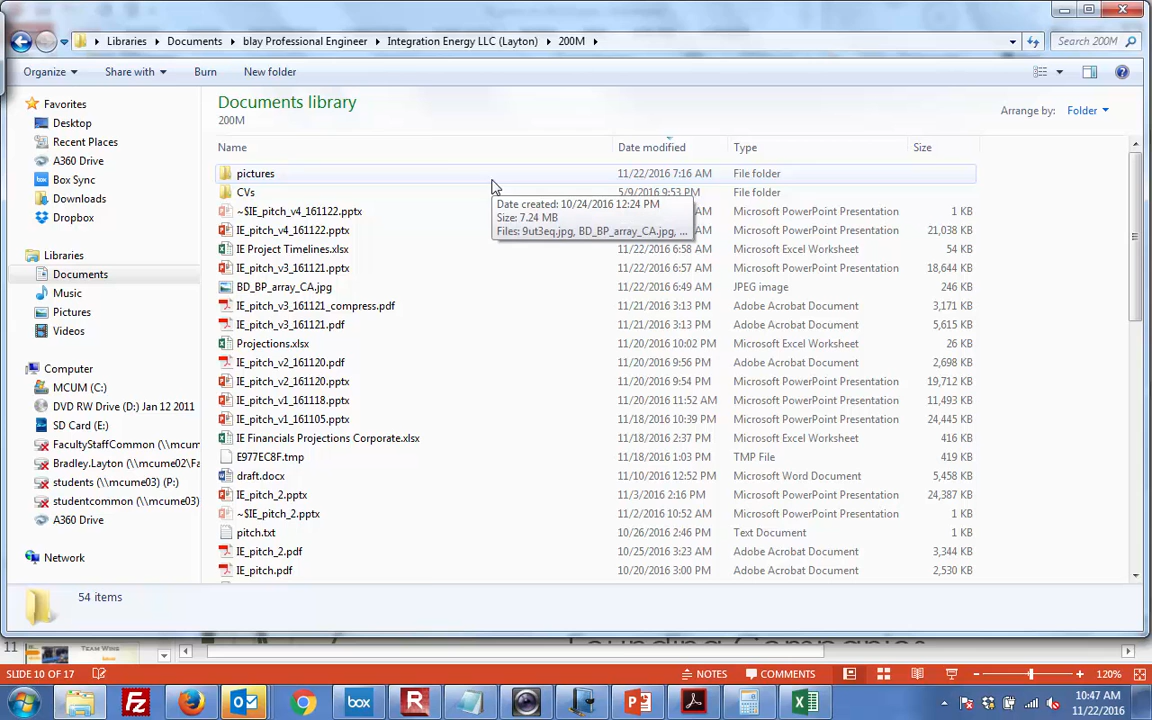 Libraries Documents blay Professional Engineer Integration Energy LLC (Layton) 200M Search 200M
Organize Share with Burn New folder
Favorites
Desktop
Recent Places
A360 Drive
Box Sync
Downloads
Dropbox
Libraries
Documents
Music
Pictures
Videos
Computer
MCUM (C:)
DVD RW Drive (D:) Jan 12 2011
SD Card (E:)
FacultyStaffCommon (\\mcum
Bradley.Layton (\\mcume02\Fa
students (\\mcume03) (P:)
studentcommon (\\mcume03)
A360 Drive
Network
Documents library
200M
Arrange by: Folder
Name Date modified Type Size
pictures 11/22/2016 7:16 AM File folder
CVs 5/9/2016 9:53 PM File folder
~$IE_pitch_v4_161122.pptx AM Microsoft PowerPoint Presentation 1 KB
IE_pitch_v4_161122.pptx AM Microsoft PowerPoint Presentation 21,038 KB
IE Project Timelines.xlsx 11/22/2016 6:58 AM Microsoft Excel Worksheet 34 KB
IE_pitch_v3_161121.pptx 11/22/2016 6:57 AM Microsoft PowerPoint Presentation 18,644 KB
BD_BP_array_CA.jpg 11/22/2016 6:49 AM JPEG image 246 KB
IE_pitch_v3_161121_compress.pdf 11/21/2016 3:13 PM Adobe Acrobat Document 3,171 KB
IE_pitch_v3_161121.pdf 11/21/2016 3:13 PM Adobe Acrobat Document 5,615 KB
Projections.xlsx 11/20/2016 10:02 PM Microsoft Excel Worksheet 26 KB
IE_pitch_v2_161120.pdf 11/20/2016 9:56 PM Adobe Acrobat Document 2,698 KB
IE_pitch_v2_161120.pptx 11/20/2016 9:54 PM Microsoft PowerPoint Presentation 19,712 KB
IE_pitch_v1_161118.pptx 11/20/2016 11:52 AM Microsoft PowerPoint Presentation 11,493 KB
IE_pitch_v1_161105.pptx 11/18/2016 10:39 PM Microsoft PowerPoint Presentation 24,445 KB
IE Financials Projections Corporate.xlsx 11/18/2016 2:37 PM Microsoft Excel Worksheet 416 KB
E977EC8F.tmp 11/18/2016 1:03 PM TMP File 419 KB
draft.docx 11/10/2016 12:52 PM Microsoft Word Document 5,458 KB
IE_pitch_2.pptx 11/3/2016 2:16 PM Microsoft PowerPoint Presentation 24,387 KB
~$IE_pitch_2.pptx 11/2/2016 10:52 AM Microsoft PowerPoint Presentation 1 KB
pitch.txt 10/26/2016 2:46 PM Text Document 1 KB
IE_pitch_2.pdf 10/25/2016 3:23 AM Adobe Acrobat Document 3,344 KB
IE_pitch.pdf 10/20/2016 3:00 PM Adobe Acrobat Document 2,530 KB
Date created: 10/24/2016 12:24 PM
Size: 7.24 MB
Files: 9ut3eq.jpg, BD_BP_array_CA.jpg, ...
54 items
11 TEAM WING Founding Companies
SLIDE 10 OF 17 NOTES COMMENTS 120%
box
10:47 AM
11/22/2016